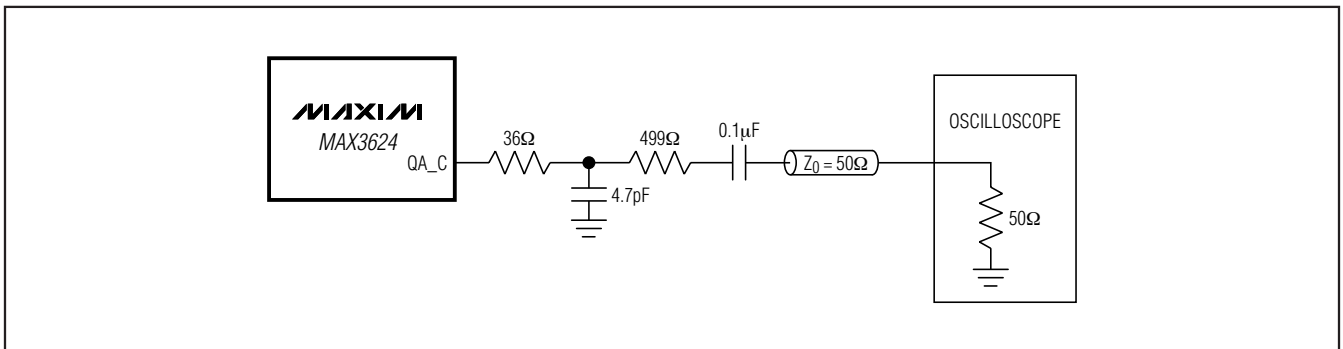 MAXIM
MAX3624
QA_C
36Ω
4.7pF
499Ω
0.1μF
Z₀ = 50Ω
OSCILLOSCOPE
50Ω